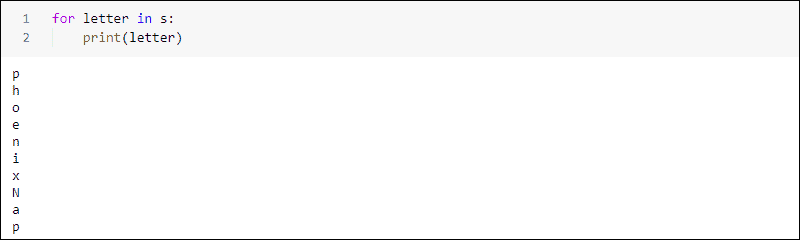 1 for letter in s:
2     print(letter)
p
h
o
e
n
i
x
N
a
p